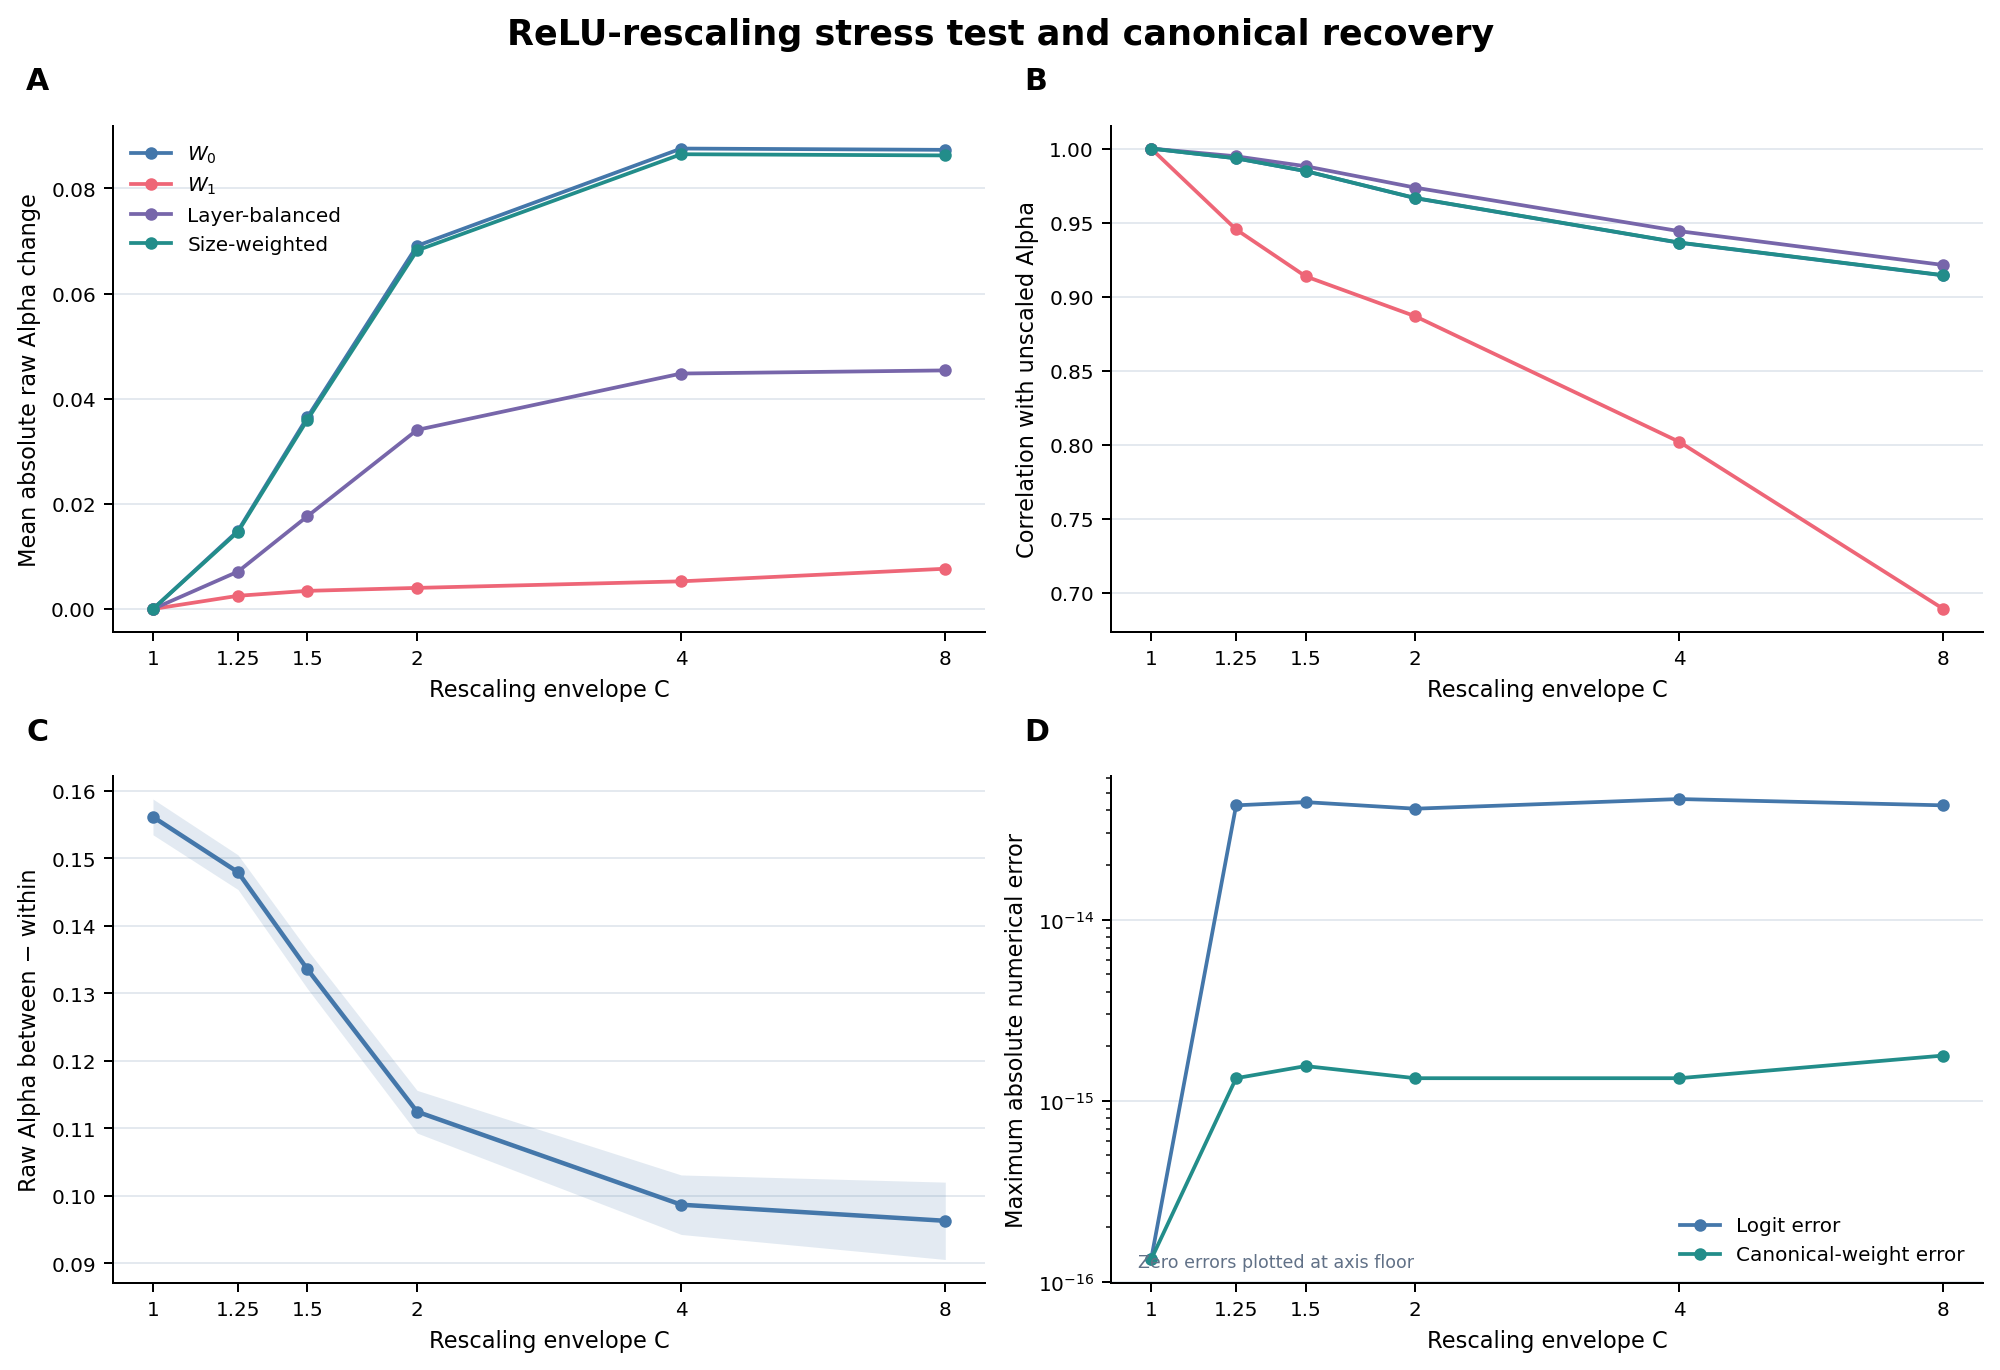 ReLU-rescaling stress test and canonical recovery
A
Mean absolute raw Alpha change
0.08
0.06
0.04
0.02
0.00
W₀
W₁
Layer-balanced
Size-weighted
1 1.25 1.5 2 4 8
Rescaling envelope C
B
Correlation with unscaled Alpha
1.00
0.95
0.90
0.85
0.80
0.75
0.70
1 1.25 1.5 2 4 8
Rescaling envelope C
C
Raw Alpha between − within
0.16
0.15
0.14
0.13
0.12
0.11
0.10
0.09
1 1.25 1.5 2 4 8
Rescaling envelope C
D
Maximum absolute numerical error
10⁻¹⁴
10⁻¹⁵
10⁻¹⁶
Logit error
Canonical-weight error
Zero errors plotted at axis floor
1 1.25 1.5 2 4 8
Rescaling envelope C